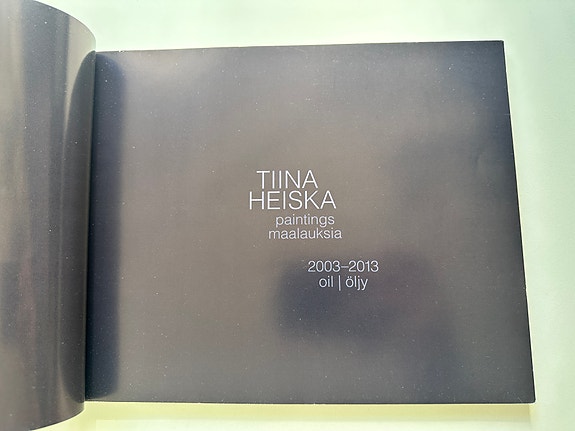 TIINA
HEISKA
paintings
maalauksia
2003–2013
oil | öljy